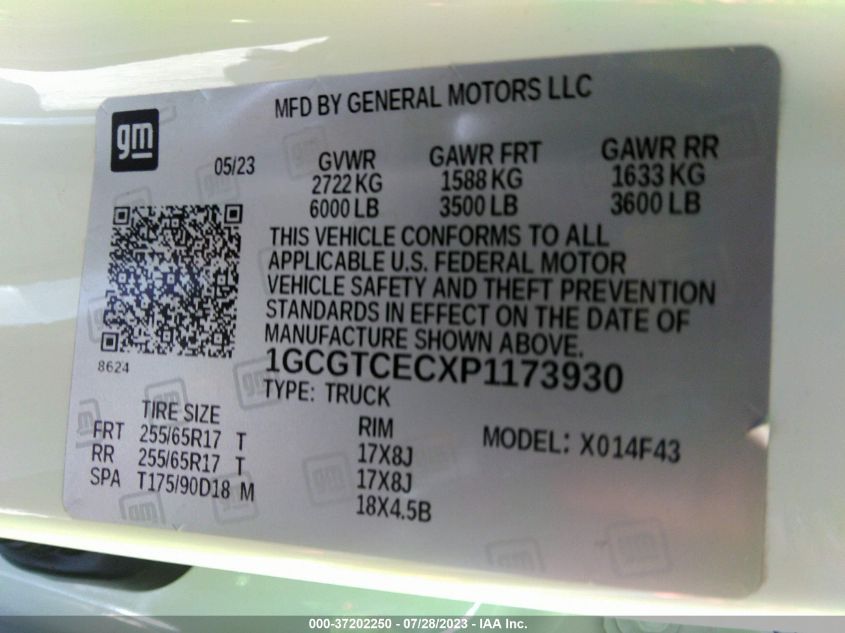 MFD BY GENERAL MOTORS LLC
gm
05/23
GVWR GAWR FRT GAWR RR
2722 KG 1588 KG 1633 KG
6000 LB 3500 LB 3600 LB
THIS VEHICLE CONFORMS TO ALL
APPLICABLE U.S. FEDERAL MOTOR
VEHICLE SAFETY AND THEFT PREVENTION
STANDARDS IN EFFECT ON THE DATE OF
MANUFACTURE SHOWN ABOVE.
8624
1GCGTCECXP1173930
TYPE: TRUCK
TIRE SIZE RIM MODEL: X014F43
FRT 255/65R17 T 17X8J
RR 255/65R17 T 17X8J
SPA T175/90D18 M 18X4.5B
000-37202250 - 07/28/2023 - IAA Inc.